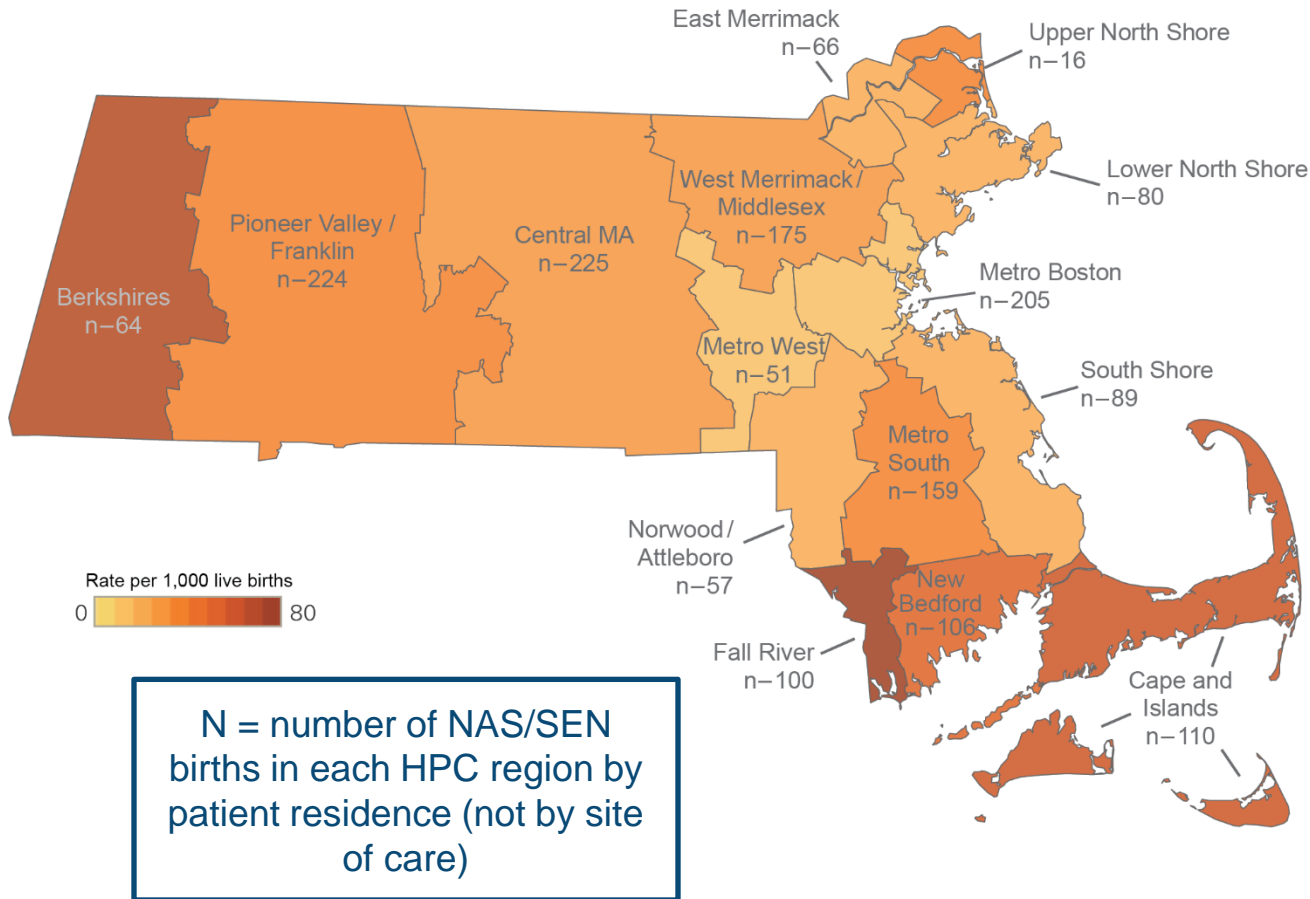 East Merrimack
n–66
Upper North Shore
n–16
Lower North Shore
n–80
West Merrimack/
Middlesex
n–175
Pioneer Valley /
Franklin
n–224
Central MA
n–225
Metro Boston
n–205
Berkshires
n–64
Metro West
n–51
South Shore
n–89
Metro
South
n–159
Norwood/
Attleboro
n–57
Rate per 1,000 live births
0
80
New
Bedford
n–106
Fall River
n–100
Cape and
Islands
n–110
N = number of NAS/SEN
births in each HPC region by
patient residence (not by site
of care)